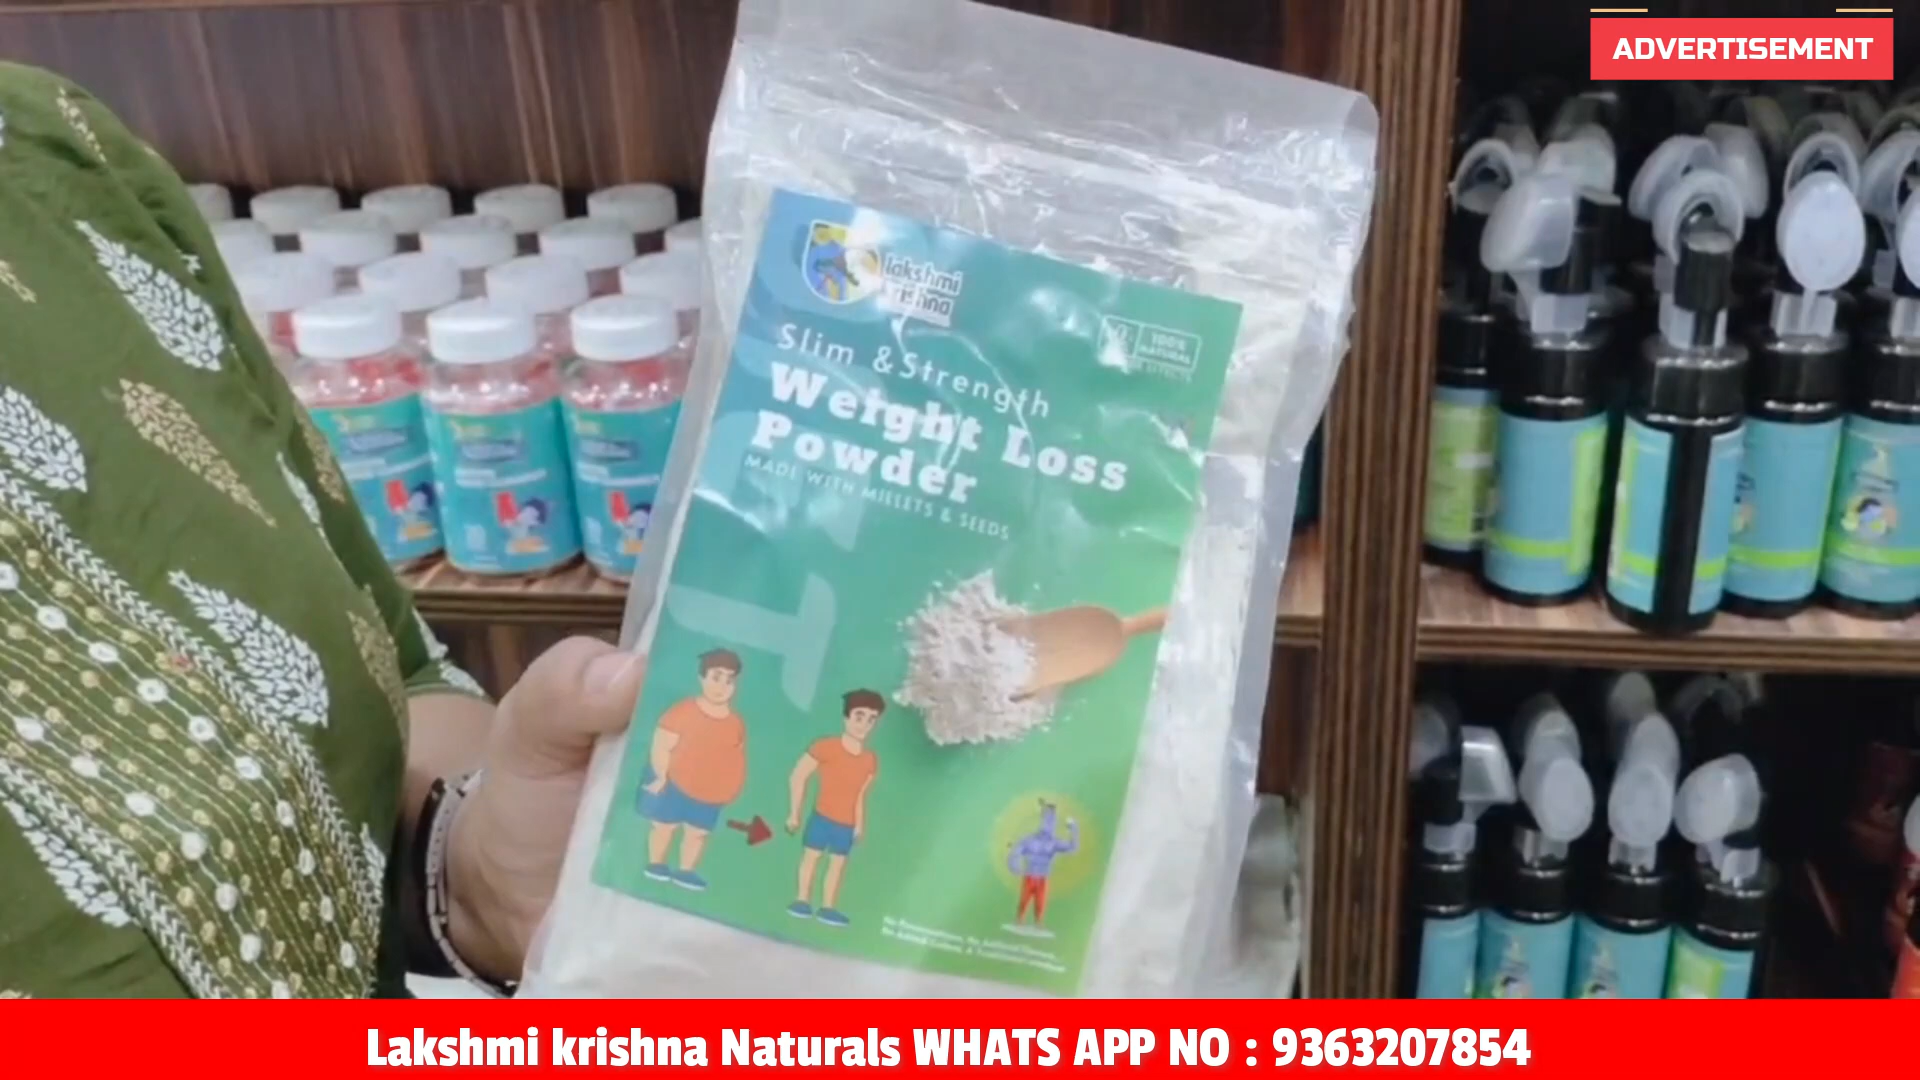 ADVERTISEMENT
lakshmi
krishna
100%
NATURAL
Slim & Strength
Weight Loss
Powder
MADE WITH MILLETS & SEEDS
Lakshmi krishna Naturals WHATS APP NO : 9363207854